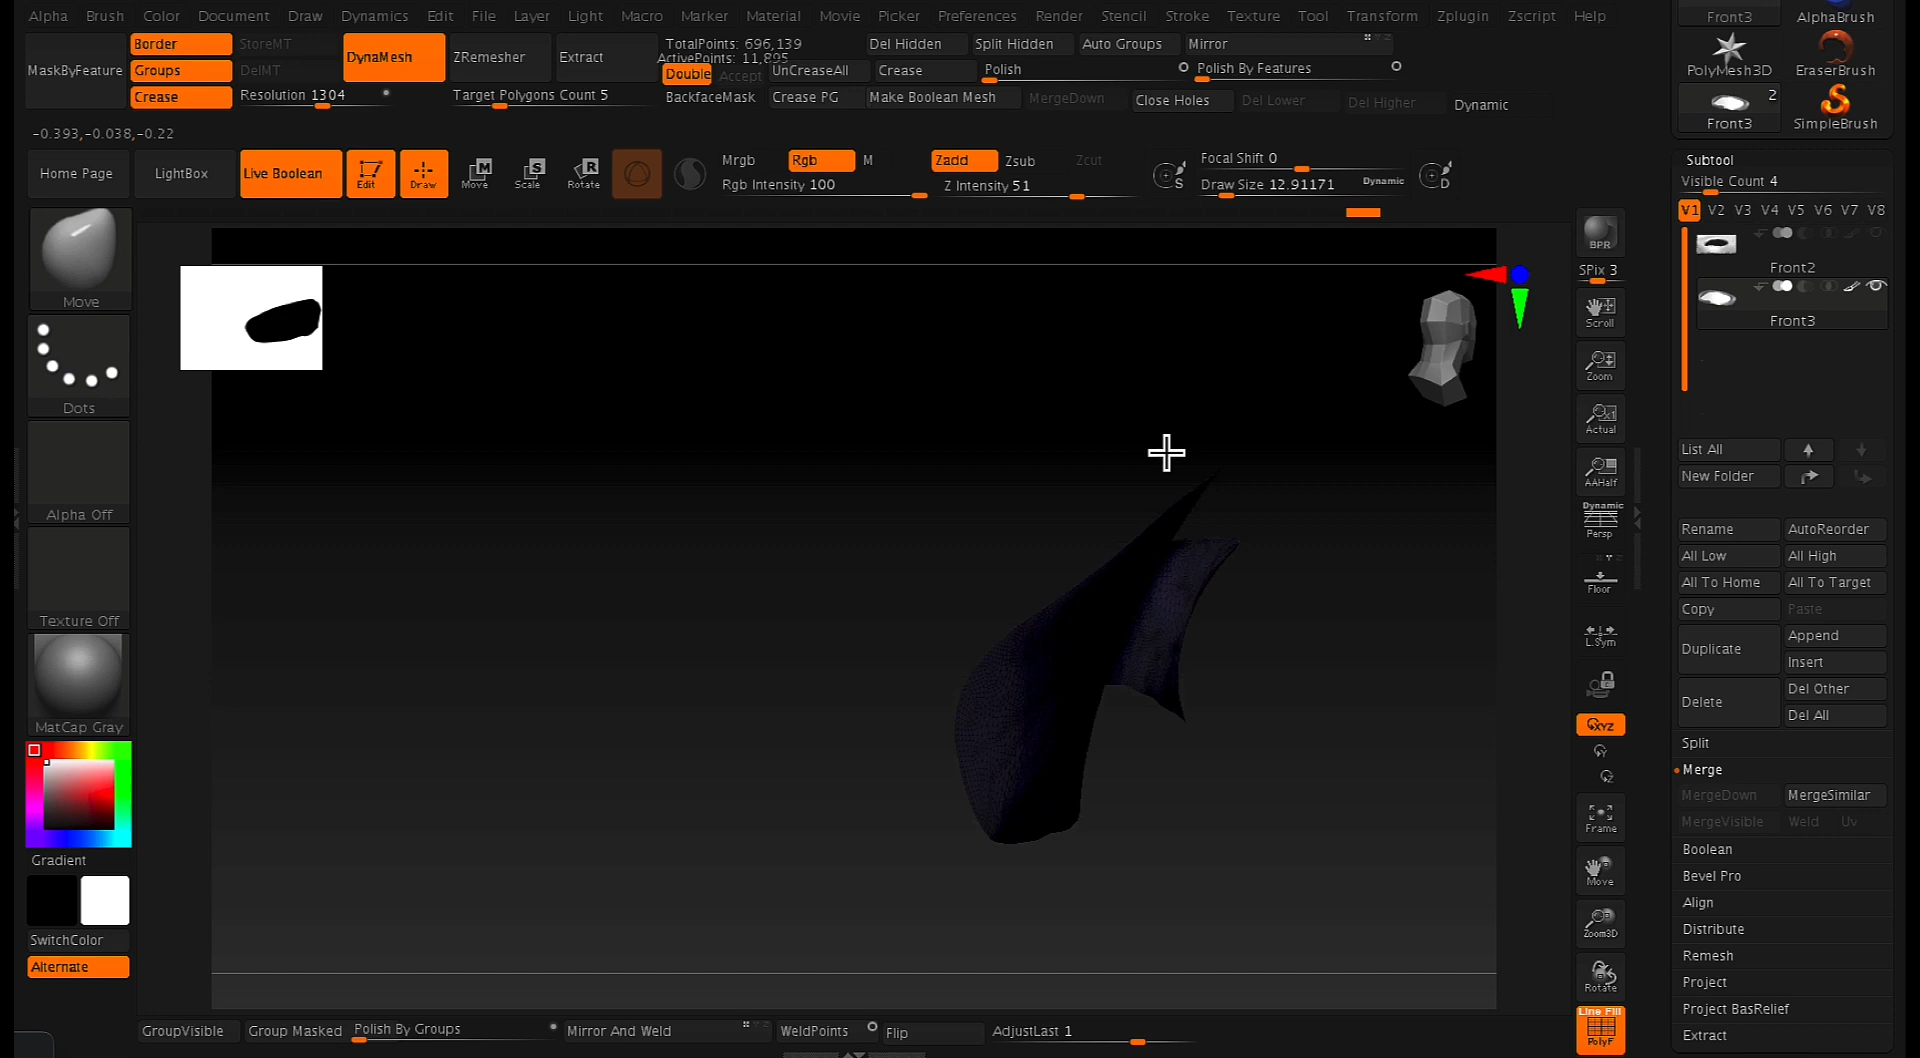 Alpha Brush Color Document Draw Dynamics Edit File Layer Light Macro Marker Material Movie Picker Preferences Render Stencil Stroke Texture Tool Transform Zplugin Zscript Help
Front3 AlphaBrush
MaskByFeature Border Groups Crease
StoreMT
DelMT
Resolution 1304
DynaMesh ZRemesher Extract
Target Polygons Count 5
TotalPoints: 696,139
ActivePoints: 11,895
Double Accept
BackfaceMask
Del Hidden Split Hidden Auto Groups Mirror
UnCreaseAll Crease Polish Polish By Features
Crease PG Make Boolean Mesh MergeDown Close Holes Del Lower Del Higher Dynamic
PolyMesh3D EraserBrush
2
Front3 SimpleBrush
-0.393,-0.038,-0.22
Home Page LightBox Live Boolean Edit Draw Move Scale Rotate
Mrgb Rgb M
Rgb Intensity 100
Zadd Zsub Zcut
Z Intensity 51
S
Focal Shift 0
Draw Size 12.91171 Dynamic
D
Subtool
Visible Count 4
V1 V2 V3 V4 V5 V6 V7 V8
Front2
Front3
Move
Dots
Alpha Off
Texture Off
MatCap Gray
Gradient
SwitchColor
Alternate
BPR
SPix 3
Scroll
Zoom
Actual
AAHalf
Dynamic
Persp
Floor
L.Sym
XYZ
Y
Z
Frame
Move
Zoom3D
Rotate
Line Fill
PolyF
List All
New Folder
Rename AutoReorder
All Low All High
All To Home All To Target
Copy Paste
Duplicate Append
Insert
Delete Del Other
Del All
Split
Merge
MergeDown MergeSimilar
MergeVisible Weld Uv
Boolean
Bevel Pro
Align
Distribute
Remesh
Project
Project BasRelief
Extract
GroupVisible Group Masked Polish By Groups Mirror And Weld WeldPoints Flip AdjustLast 1